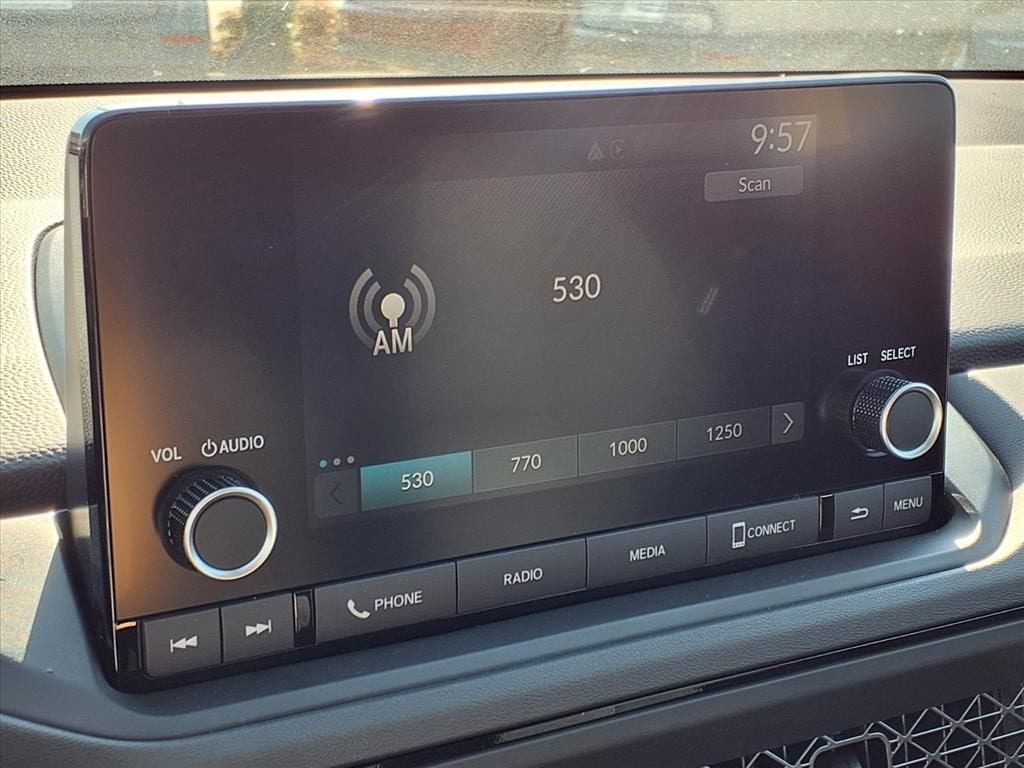 9:57
Scan
530
AM
LIST SELECT
VOL AUDIO
530 770 1000 1250
PHONE RADIO MEDIA CONNECT MENU